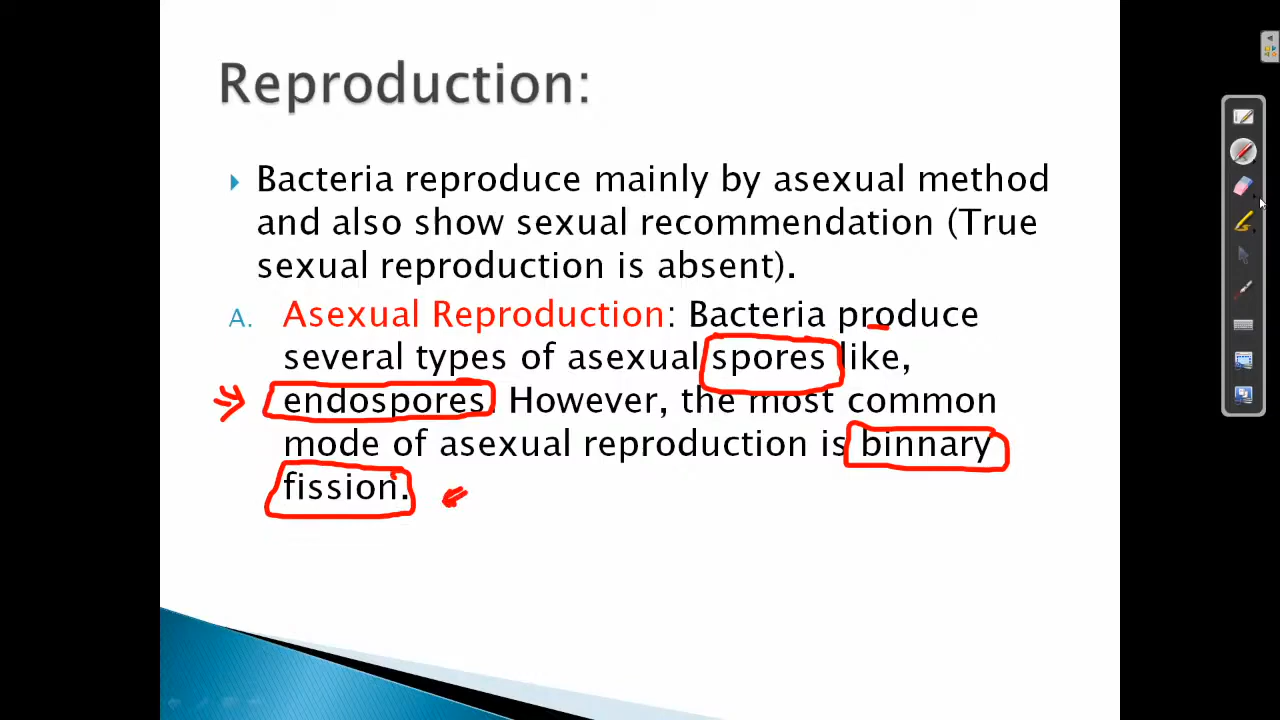 Reproduction:
Bacteria reproduce mainly by asexual method
and also show sexual recommendation (True
sexual reproduction is absent).
A. Asexual Reproduction: Bacteria produce
several types of asexual spores like,
endospores. However, the most common
mode of asexual reproduction is binnary
fission.